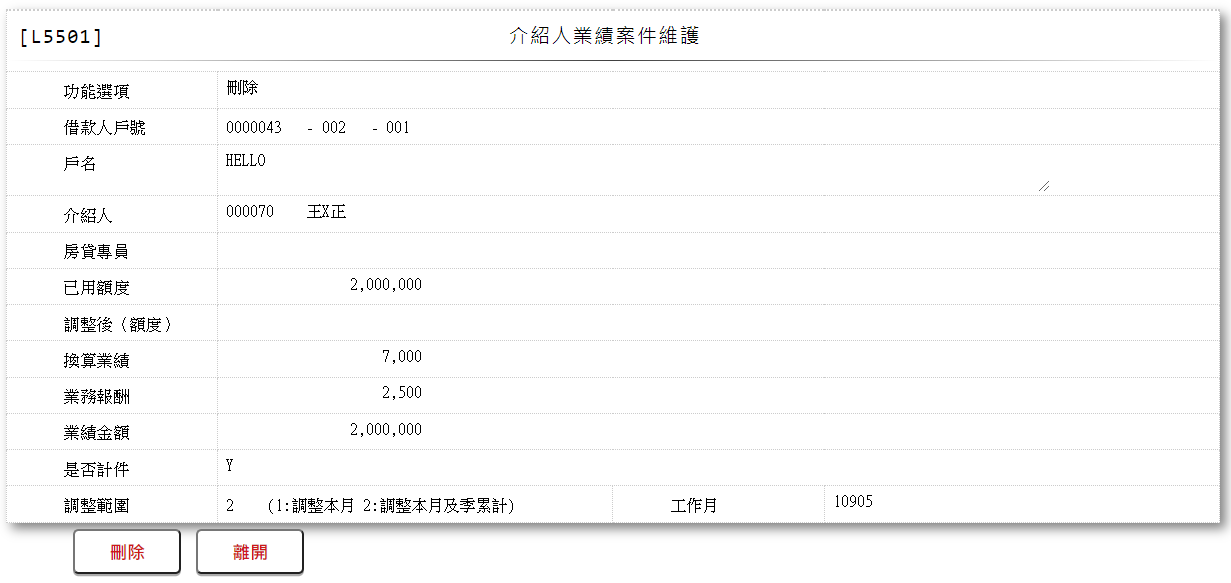 [L5501] 介紹人業績案件維護
功能選項 刪除
借款人戶號 0000043 - 002 - 001
戶名 HELLO
介紹人 000070 王X正
房貸專員
已用額度 2,000,000
調整後（額度）
換算業績 7,000
業務報酬 2,500
業績金額 2,000,000
是否計件 Y
調整範圍 2 (1:調整本月 2:調整本月及季累計) 工作月 10905
刪除 離開